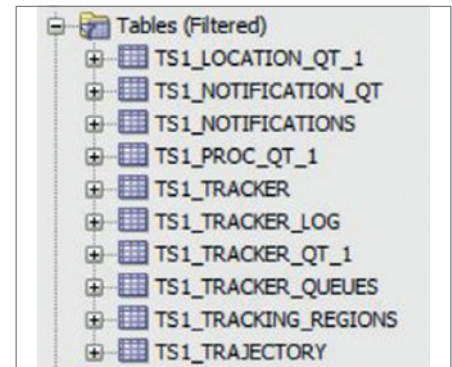 Tables (Filtered)
TS1_LOCATION_QT_1
TS1_NOTIFICATION_QT
TS1_NOTIFICATIONS
TS1_PROC_QT_1
TS1_TRACKER
TS1_TRACKER_LOG
TS1_TRACKER_QT_1
TS1_TRACKER_QUEUES
TS1_TRACKING_REGIONS
TS1_TRAJECTORY